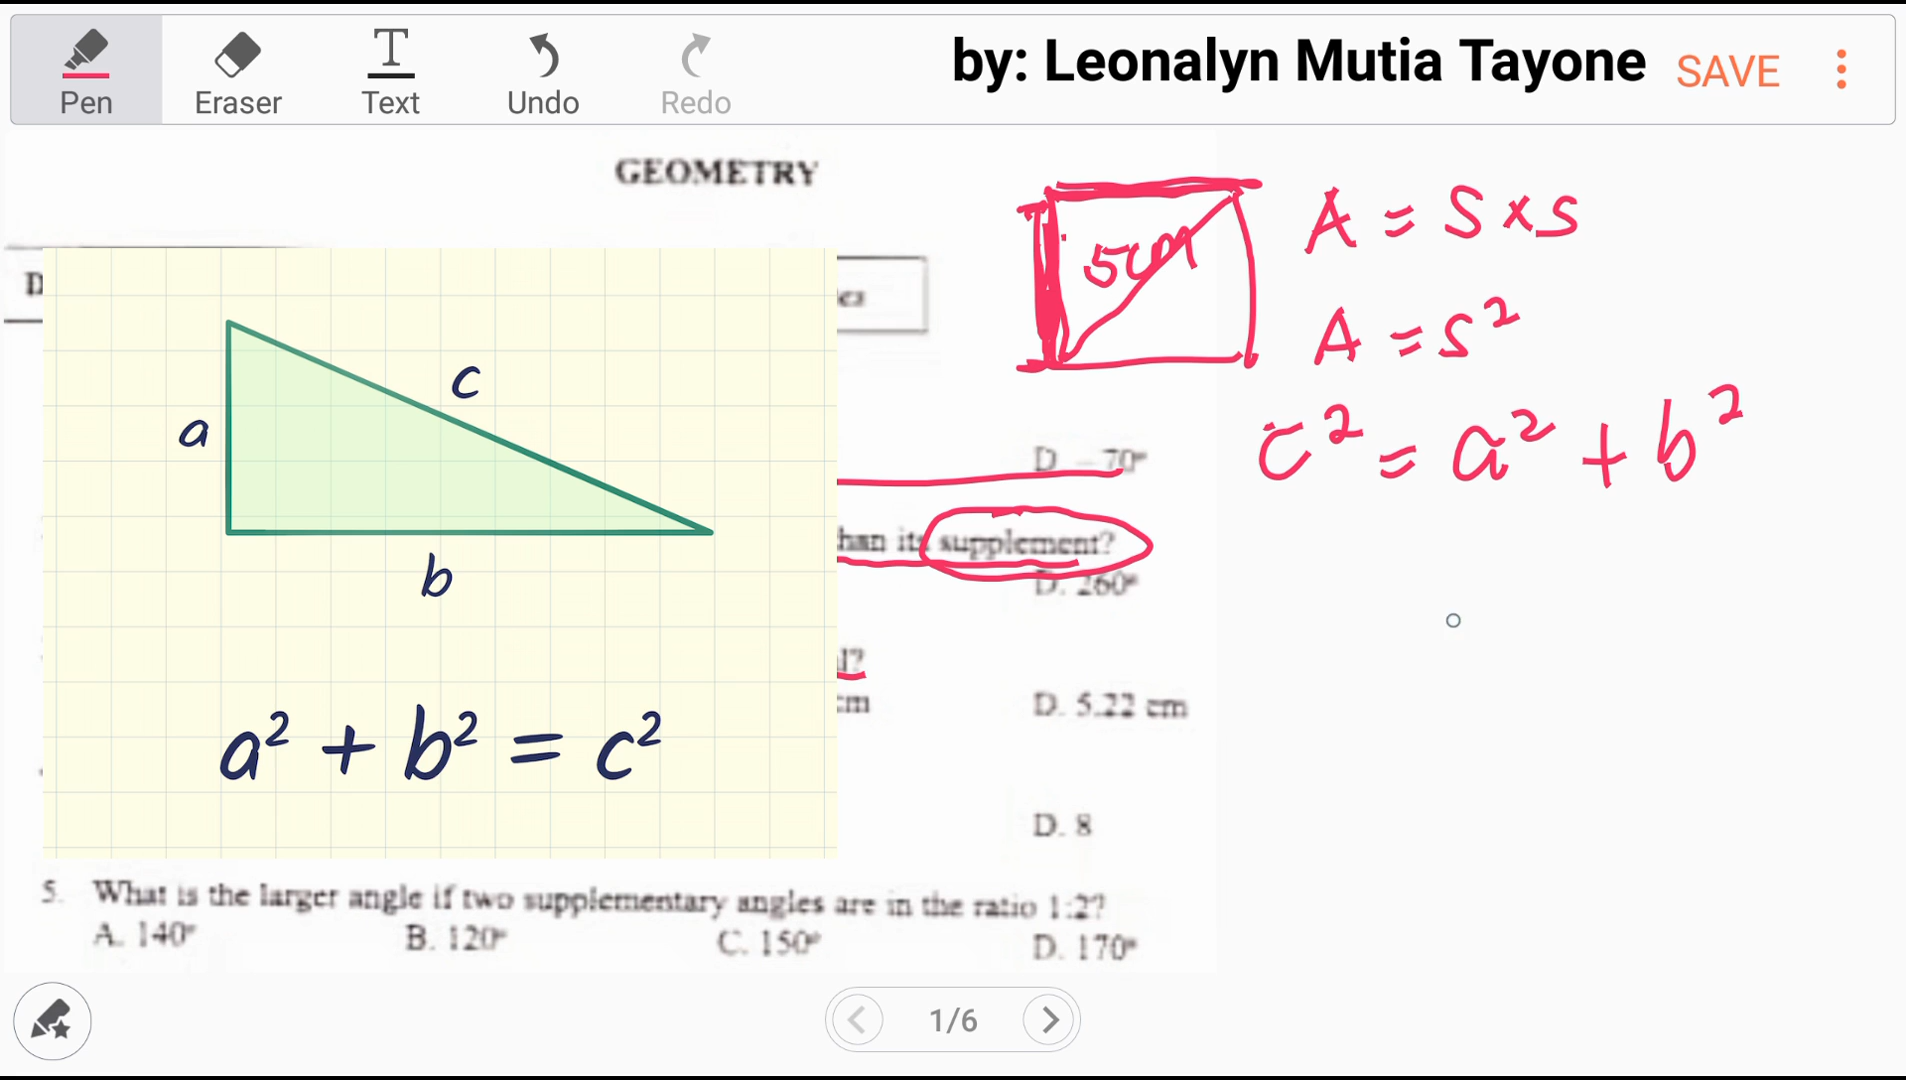 Pen Eraser Text Undo Redo by: Leonalyn Mutia Tayone SAVE
GEOMETRY
A = S x S
5cm
A = S²
c² = a² + b²
a
c
b
a² + b² = c²
D – 70°
han its supplement?
D. 260°
l?
cm D. 5.22 cm
D. 8
5. What is the larger angle if two supplementary angles are in the ratio 1:2?
A. 140° B. 120° C. 150° D. 170°
1/6